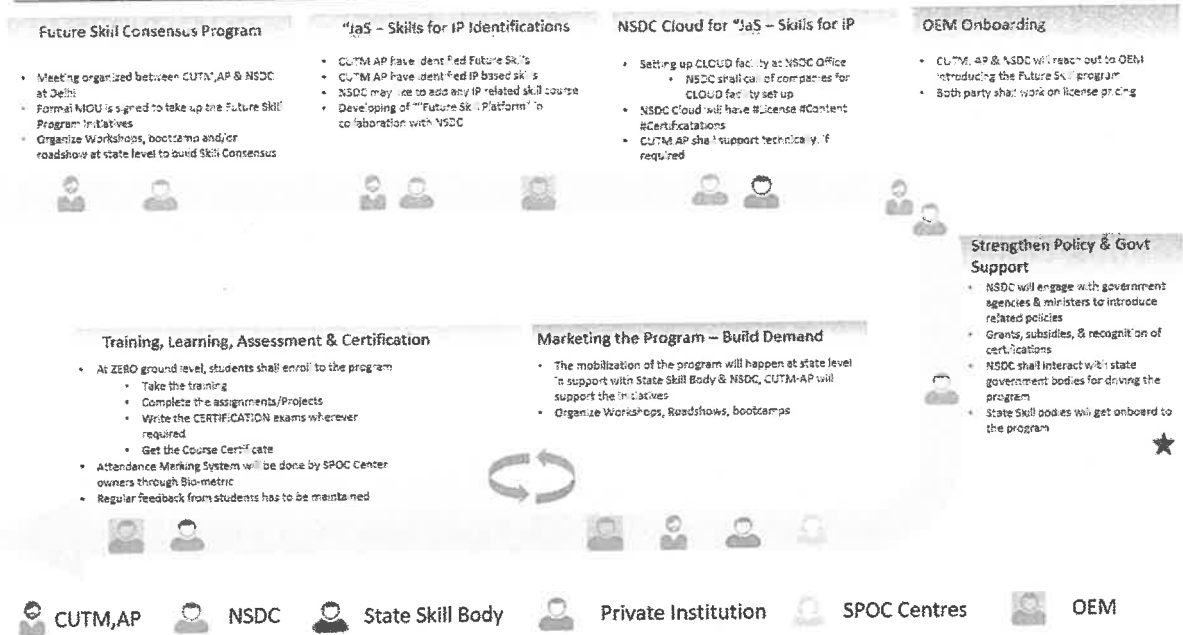 Future Skill Consensus Program
• Meeting organized between CUTM,AP & NSDC
at Delhi
• Formal MOU is signed to take up the Future Skill
Program Initiatives
• Organize Workshops, bootcamp and/or
roadshow at state level to build Skill Consensus
"JaS – Skills for IP Identifications
• CUTM AP have identified Future Skills
• CUTM AP have identified IP based skills
• NSDC may like to add any IP related skill course
• Developing of ""Future Skill Platform" in
collaboration with NSDC
NSDC Cloud for "JaS – Skills for IP
• Setting up CLOUD facility at NSDC Office
• NSDC shall call of companies for
CLOUD facility set up
• NSDC Cloud will have #License #Content
#Certificatations
• CUTM.AP shall support technically, if
required
OEM Onboarding
• CUTM, AP & NSDC will reach out to OEM
introducing the Future Skill program
• Both party shall work on license pricing
Strengthen Policy & Govt
Support
• NSDC will engage with government
agencies & ministers to introduce
related policies
• Grants, subsidies, & recognition of
certifications
• NSDC shall interact with state
government bodies for driving the
program
• State Skill bodies will get onboard to
the program
Marketing the Program – Build Demand
• The mobilization of the program will happen at state level
in support with State Skill Body & NSDC, CUTM-AP will
support the initiatives
• Organize Workshops, Roadshows, bootcamps
Training, Learning, Assessment & Certification
• At ZERO ground level, students shall enroll to the program
• Take the training
• Complete the assignments/Projects
• Write the CERTIFICATION exams wherever
required
• Get the Course Certificate
• Attendance Marking System will be done by SPOC Center
owners through Bio-metric
• Regular feedback from students has to be maintained
CUTM,AP NSDC State Skill Body Private Institution SPOC Centres OEM